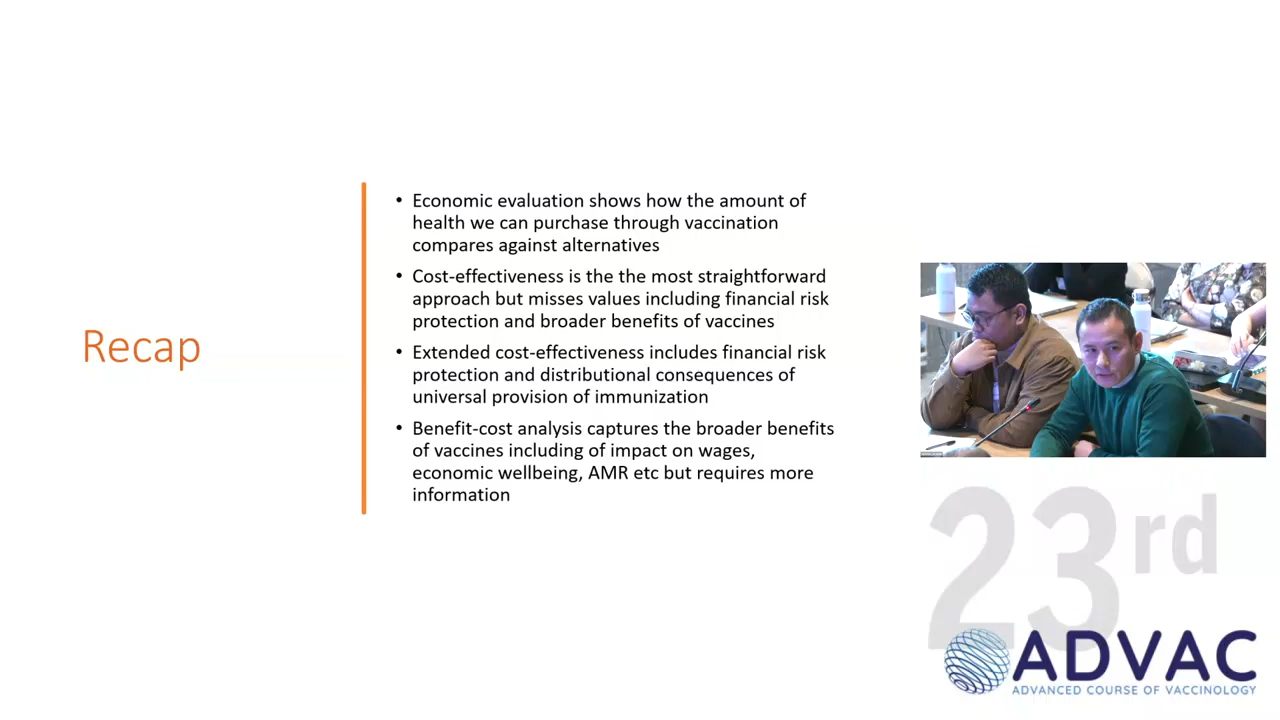 Recap
• Economic evaluation shows how the amount of
health we can purchase through vaccination
compares against alternatives
• Cost-effectiveness is the the most straightforward
approach but misses values including financial risk
protection and broader benefits of vaccines
• Extended cost-effectiveness includes financial risk
protection and distributional consequences of
universal provision of immunization
• Benefit-cost analysis captures the broader benefits
of vaccines including of impact on wages,
economic wellbeing, AMR etc but requires more
information
23rd
ADVAC
ADVANCED COURSE OF VACCINOLOGY